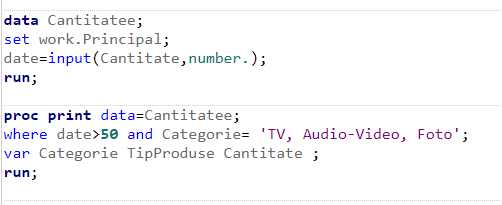 data Cantitatee;
set work.Principal;
date=input(Cantitate,number.);
run;
proc print data=Cantitatee;
where date>50 and Categorie= 'TV, Audio-Video, Foto';
var Categorie TipProduse Cantitate ;
run;